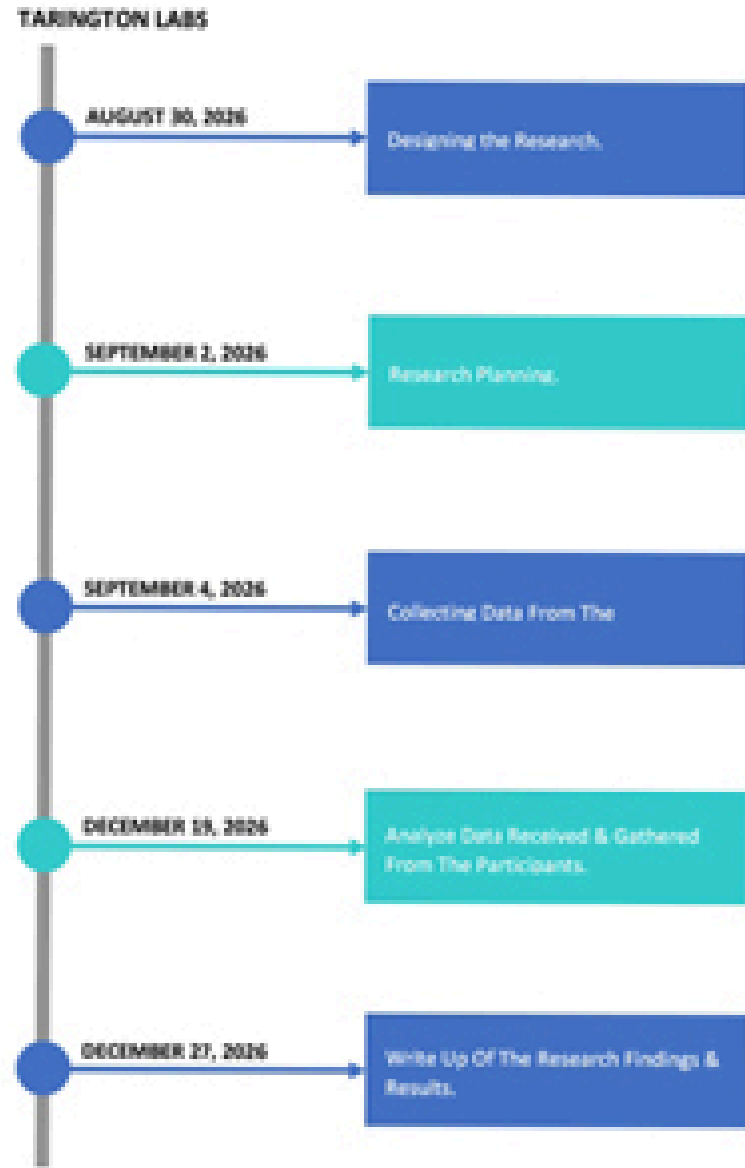 TARINGTON LABS
AUGUST 30, 2026
Designing the Research.
SEPTEMBER 2, 2026
Research Planning.
SEPTEMBER 4, 2026
Collecting Data From The
DECEMBER 19, 2026
Analyze Data Received & Gathered
From The Participants.
DECEMBER 27, 2026
Write Up Of The Research Findings &
Results.